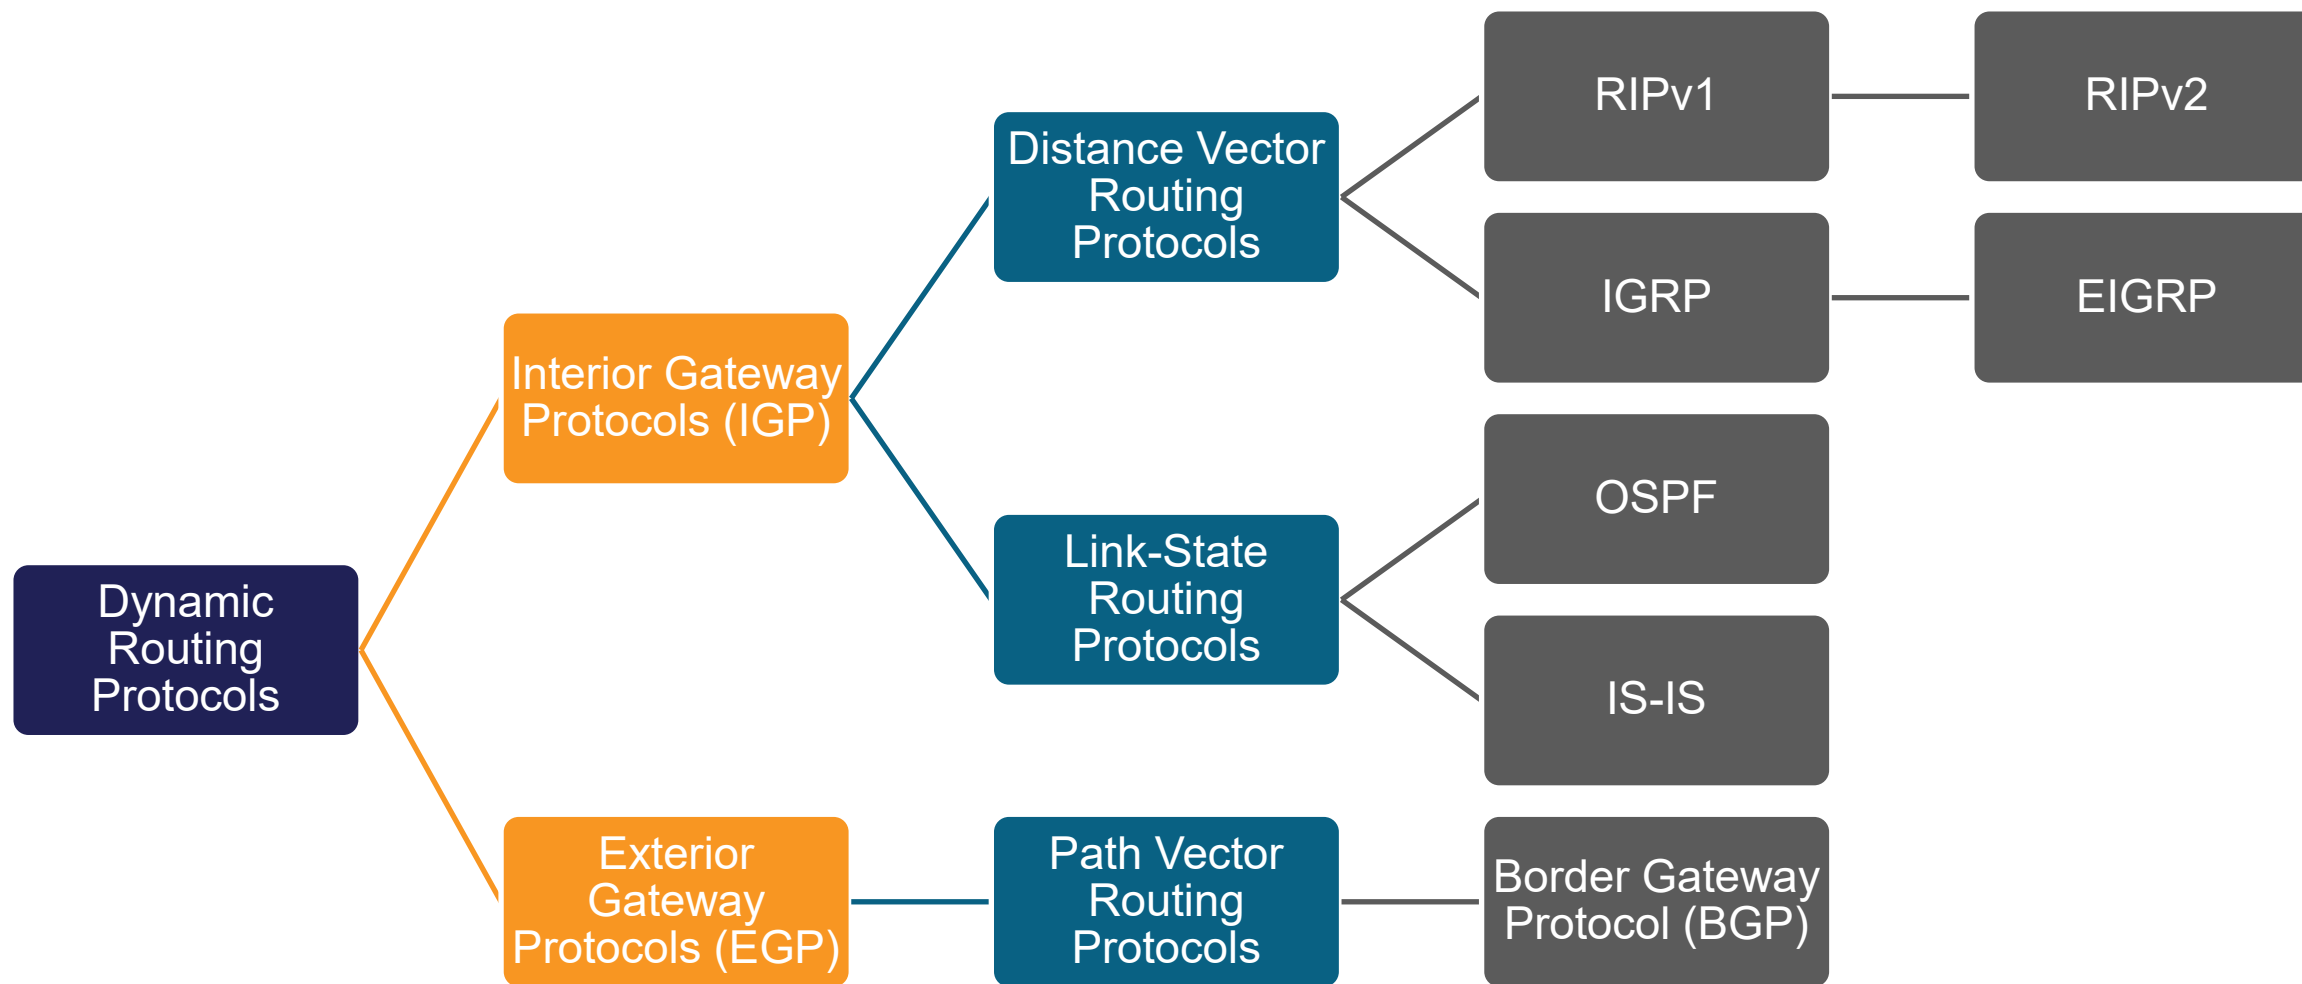 RIPv1
RIPv2
Distance Vector
Routing
Protocols
IGRP
EIGRP
Interior Gateway
Protocols (IGP)
OSPF
Link-State
Routing
Protocols
Dynamic
Routing
Protocols
IS-IS
Exterior
Gateway
Protocols (EGP)
Path Vector
Routing
Protocols
Border Gateway
Protocol (BGP)